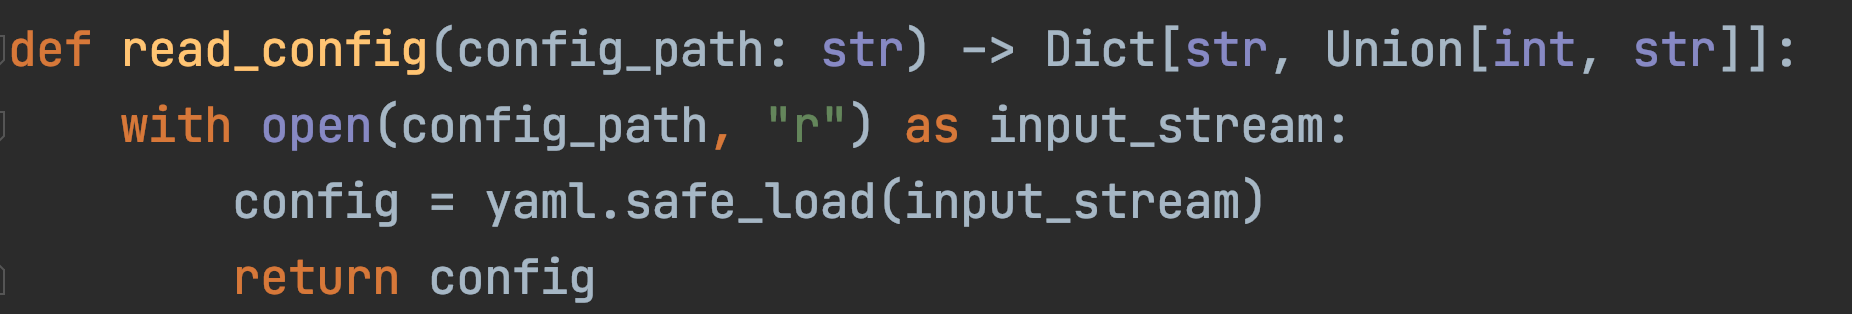 def read_config(config_path: str) -> Dict[str, Union[int, str]]:
    with open(config_path, "r") as input_stream:
        config = yaml.safe_load(input_stream)
        return config